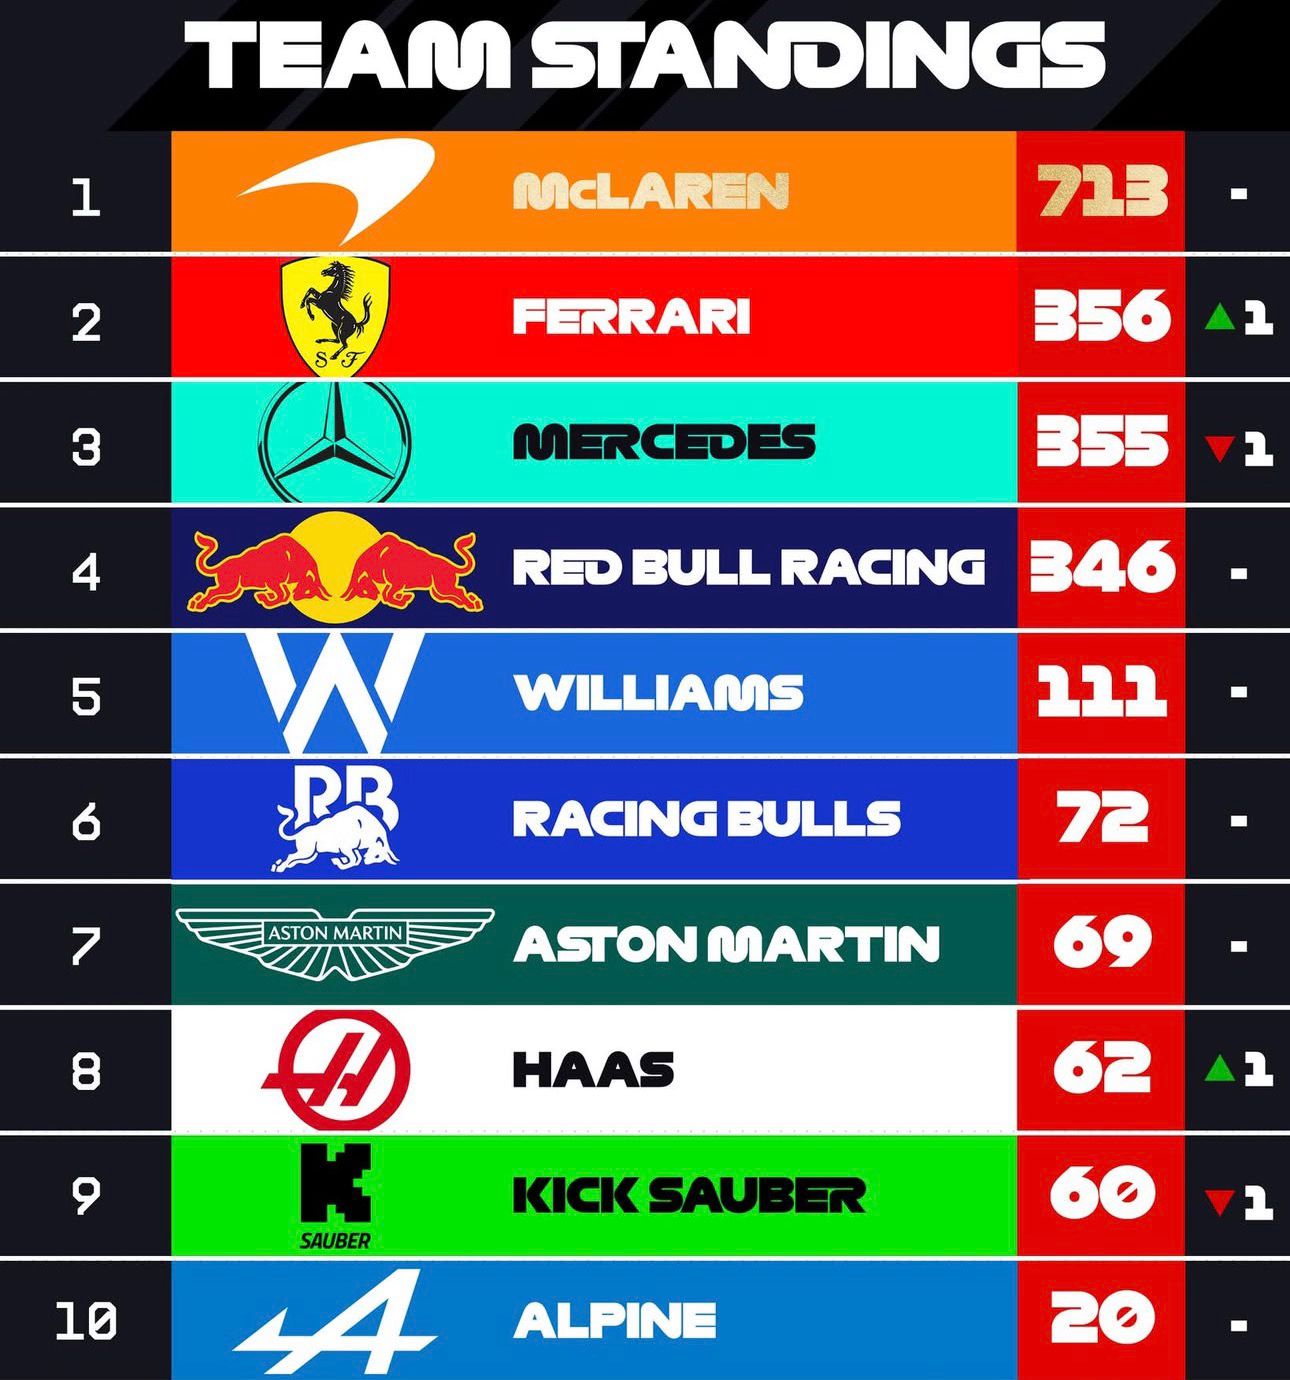 TEAM STANDINGS
1 McLAREN 713 -
2 S F FERRARI 356 ▲1
3 MERCEDES 355 ▼1
4 RED BULL RACING 346 -
5 W WILLIAMS 111 -
6 RB RACING BULLS 72 -
7 ASTON MARTIN ASTON MARTIN 69 -
8 H HAAS 62 ▲1
9 K SAUBER KICK SAUBER 60 ▼1
10 A ALPINE 20 -